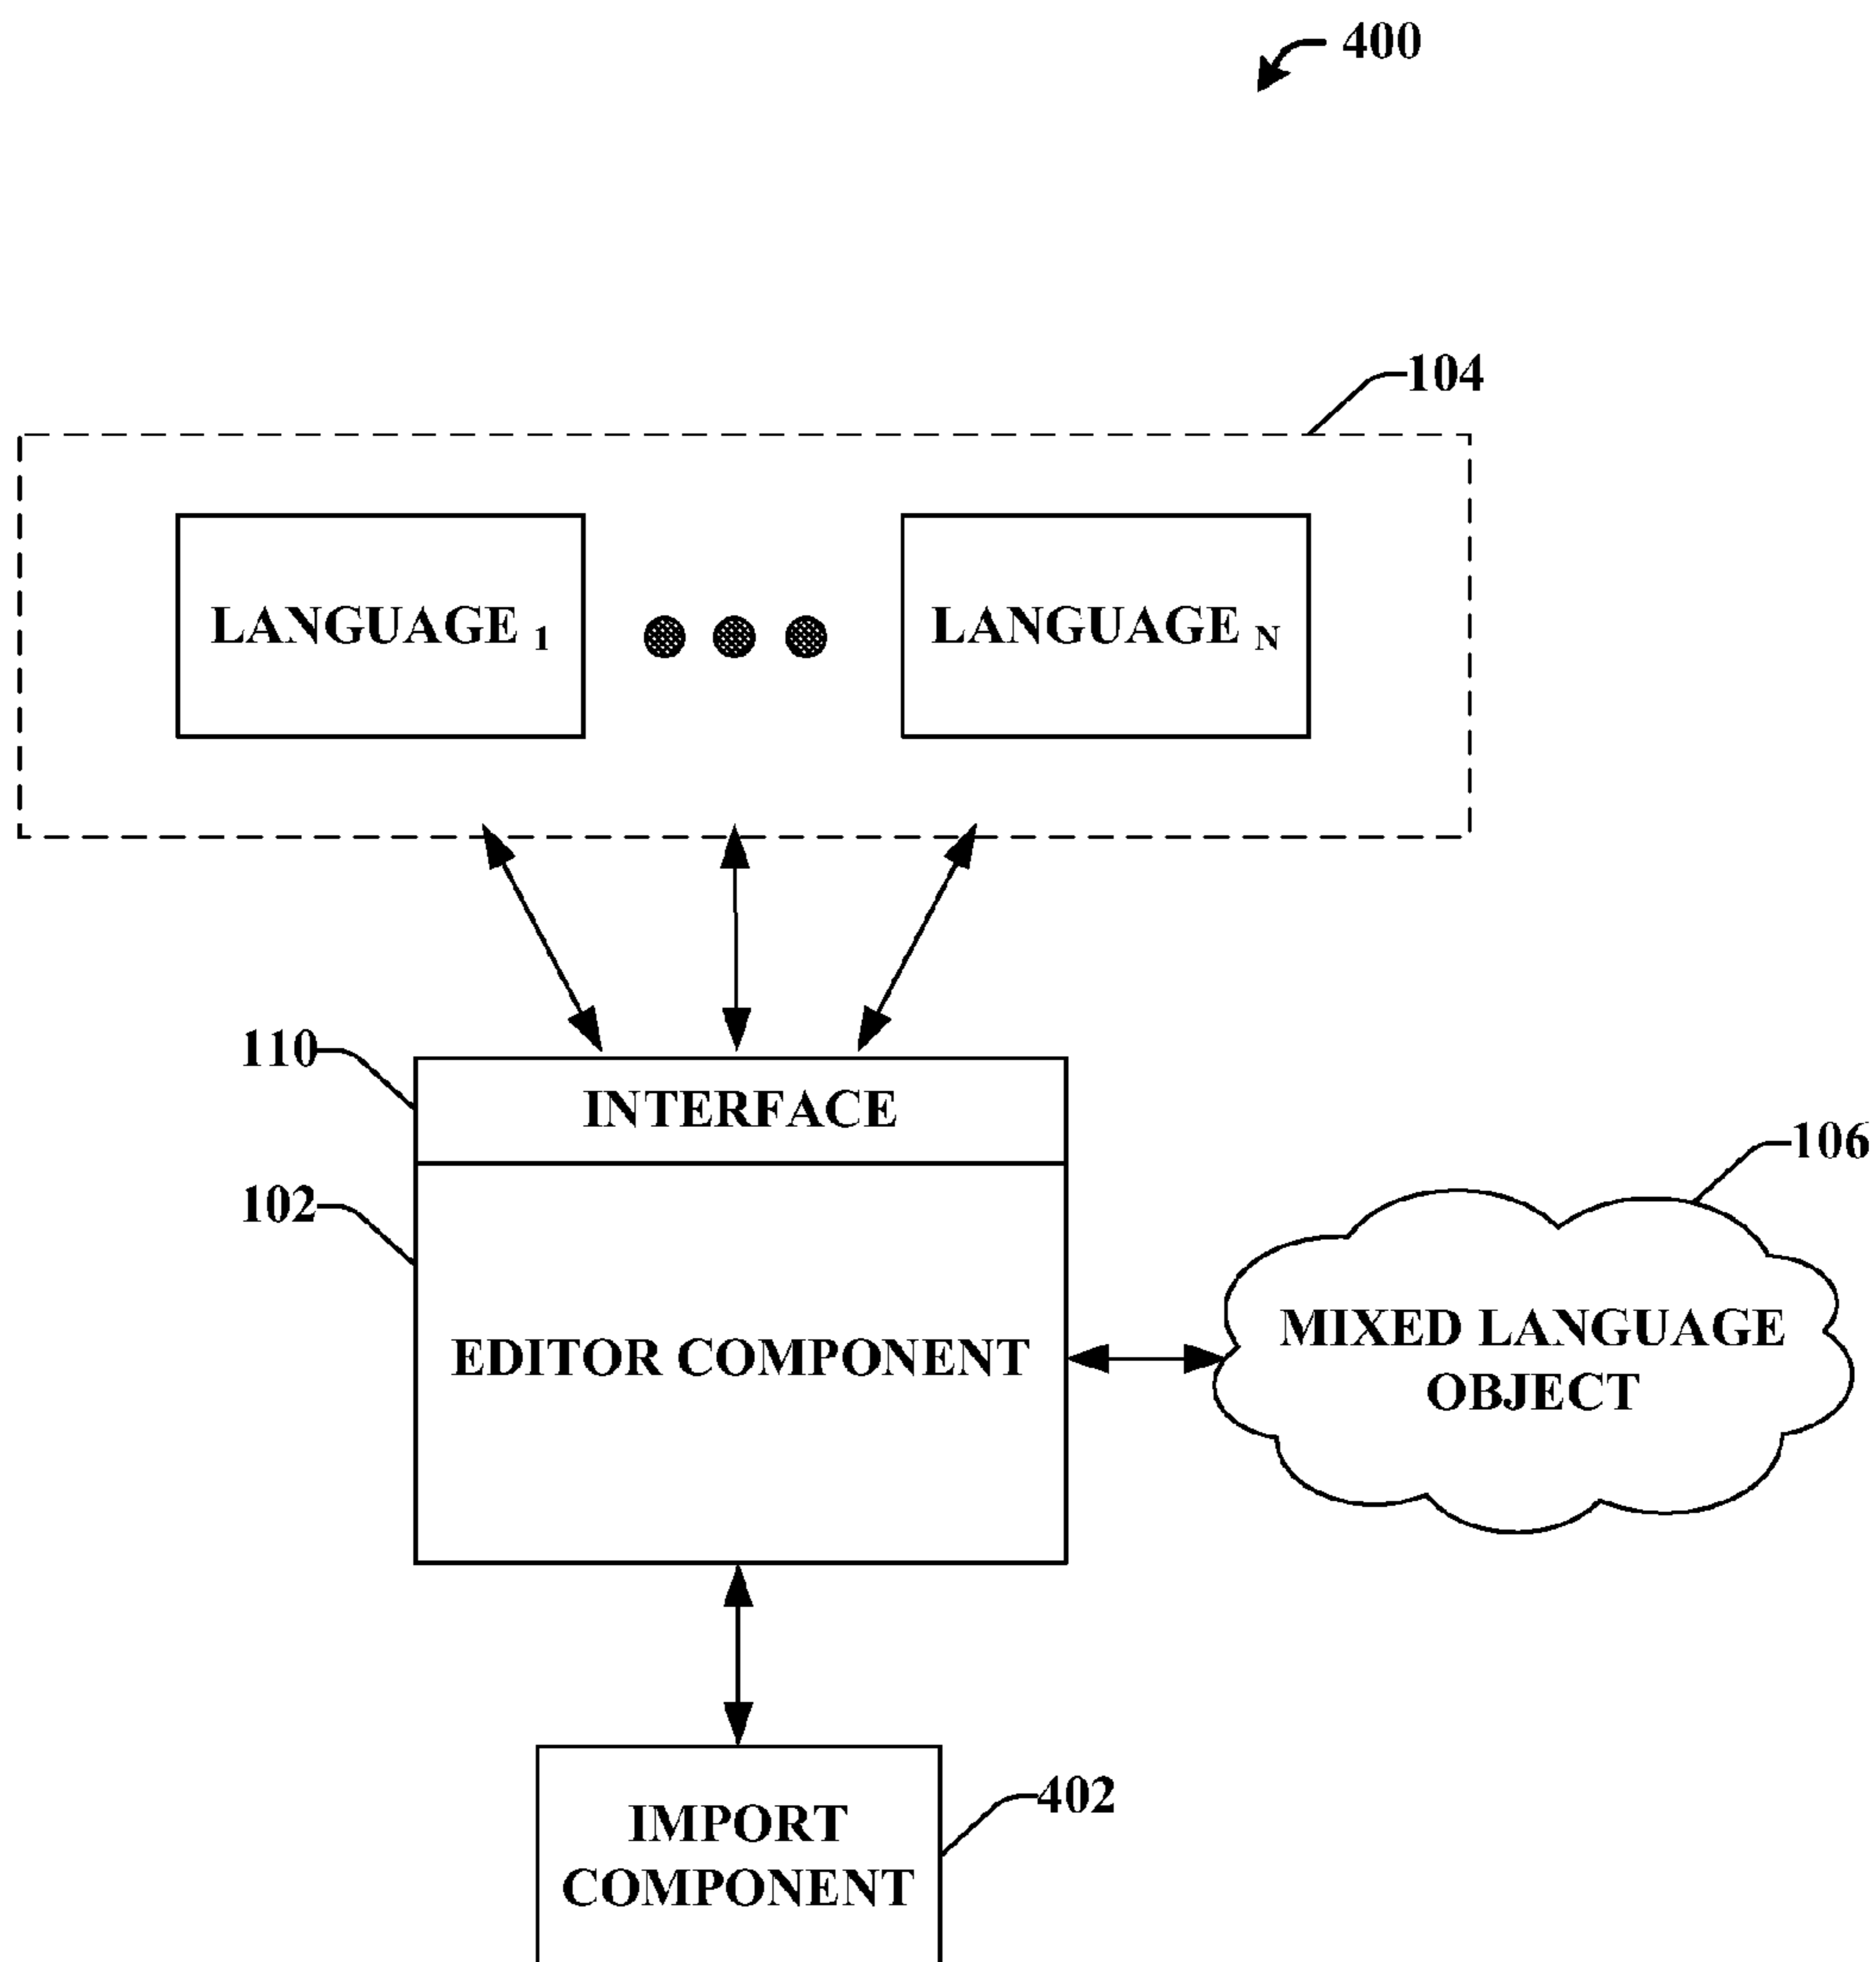 400
104
LANGUAGE 1
LANGUAGE N
110
INTERFACE
106
102
MIXED LANGUAGE
OBJECT
EDITOR COMPONENT
402
IMPORT
COMPONENT